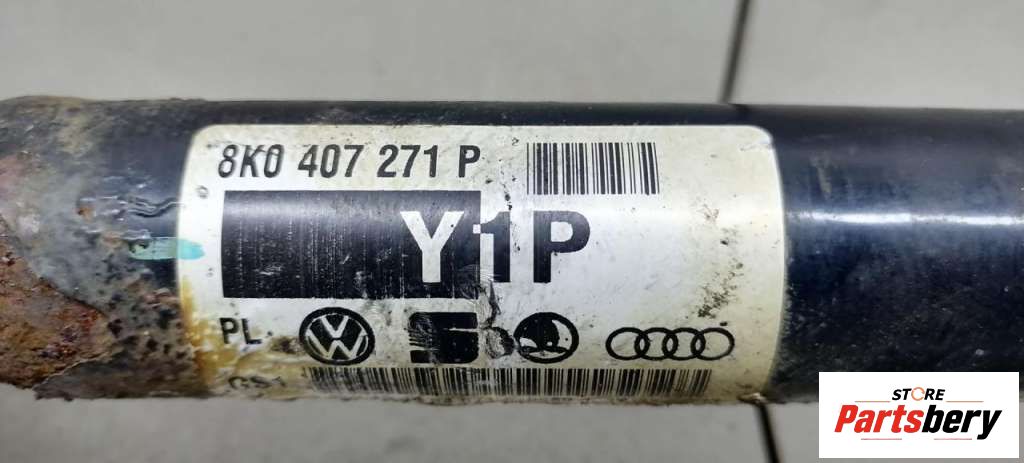 8K0 407 271 P
Y1P
PL
STORE
Partsbery